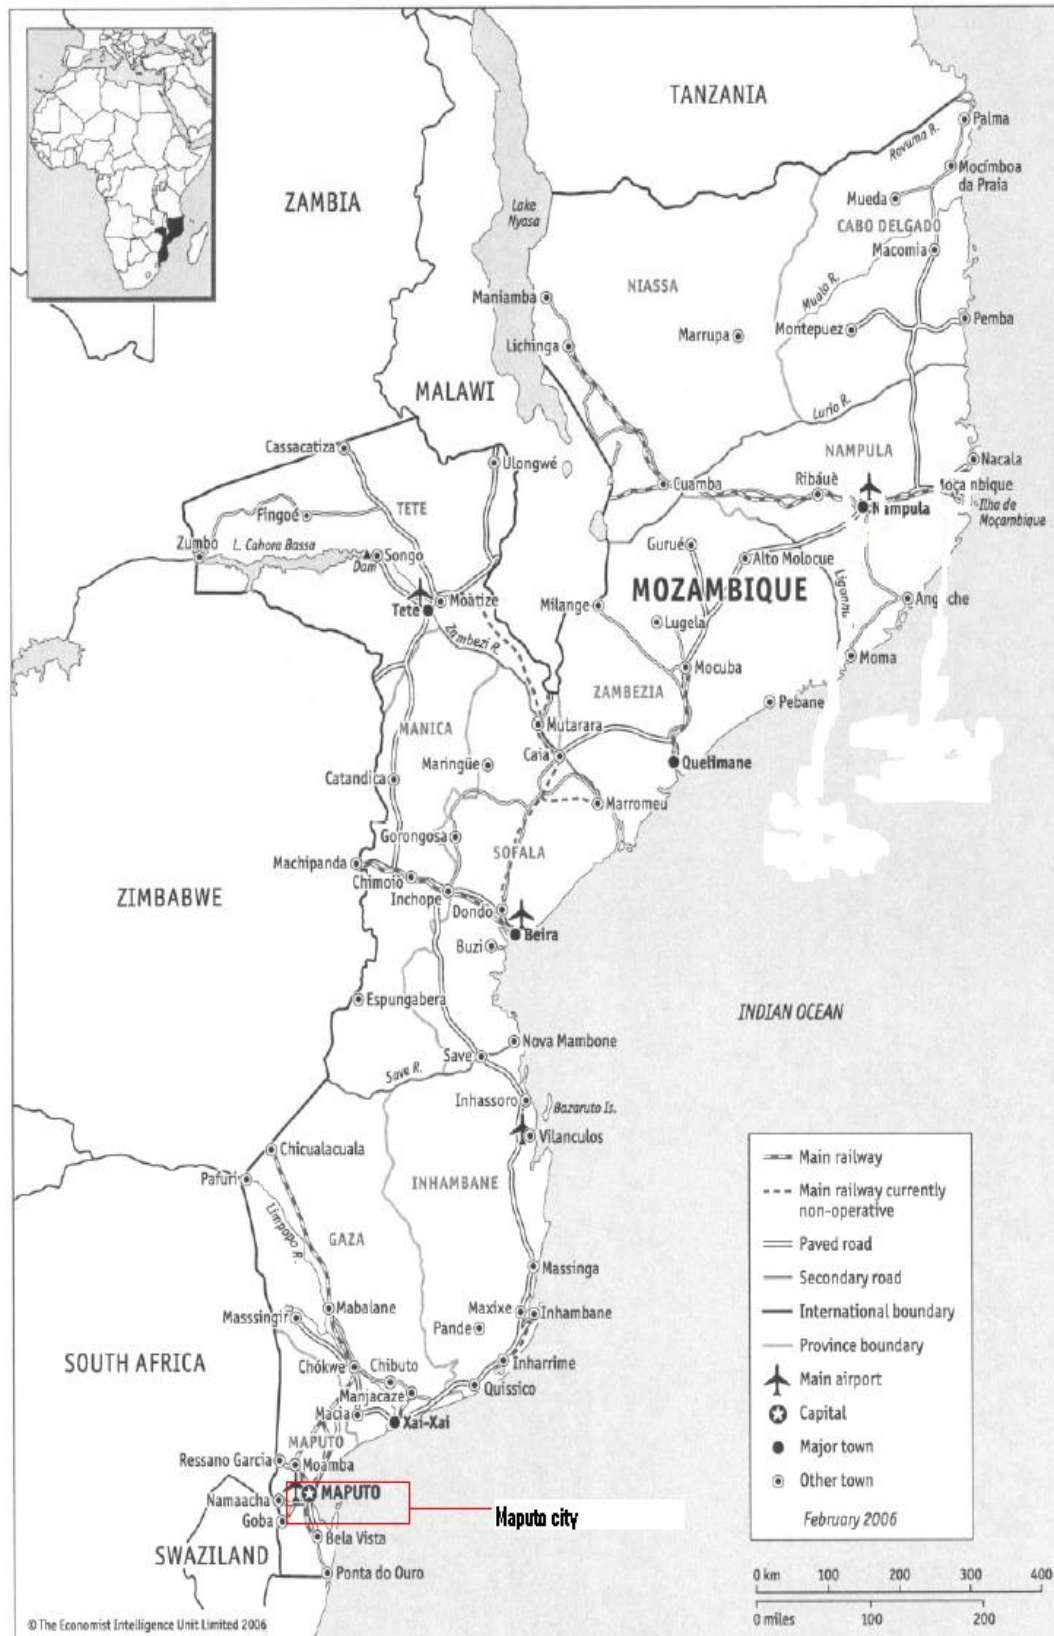 TANZANIA
Palma
Rovuma R.
ZAMBIA
Mocímboa
da Praia
Mueda
Lake
Nyasa
CABO DELGADO
Macomia
NIASSA
Maniamba
Mualo R.
Pemba
Montepuez
Marrupa
Lichinga
MALAWI
Lurio R.
Cassacatiza
NAMPULA
Nacala
Ulongwé
Cuamba
Ribáuè
Moçambique
Ilha de
Moçambique
TETE
Nampula
Fingoé
Zumbo
L. Cahora Bassa
Gurué
Songo
Dam
Alto Molocue
MOZAMBIQUE
Moatize
Milange
Angoche
Tete
Lugela
Zambezi R.
Moma
Mocuba
ZAMBEZIA
Pebane
MANICA
Mutarara
Caia
Maringüe
Quelimane
Catandica
Marromeu
Gorongosa
SOFALA
Machipanda
Chimoio
Inchope
ZIMBABWE
Dondo
Beira
Buzi
Espungabera
INDIAN OCEAN
Nova Mambone
Save
Save R.
Inhassoro
Bazaruto Is.
Vilanculos
Chicualacuala
Pafuri
INHAMBANE
Limpopo R.
GAZA
Massinga
Mabalane
Masssingir
Maxixe
Inhambane
Pande
SOUTH AFRICA
Chókwe
Chibuto
Inharrime
Manjacaze
Quissico
Macia
Xai-Xai
MAPUTO
Ressano Garcia
Moamba
MAPUTO
Namaacha
Goba
Maputo city
Bela Vista
SWAZILAND
Ponta do Ouro
© The Economist Intelligence Unit Limited 2006
Main railway
Main railway currently
non-operative
Paved road
Secondary road
International boundary
Province boundary
Main airport
Capital
Major town
Other town
February 2006
0 km 100 200 300 400
0 miles 100 200